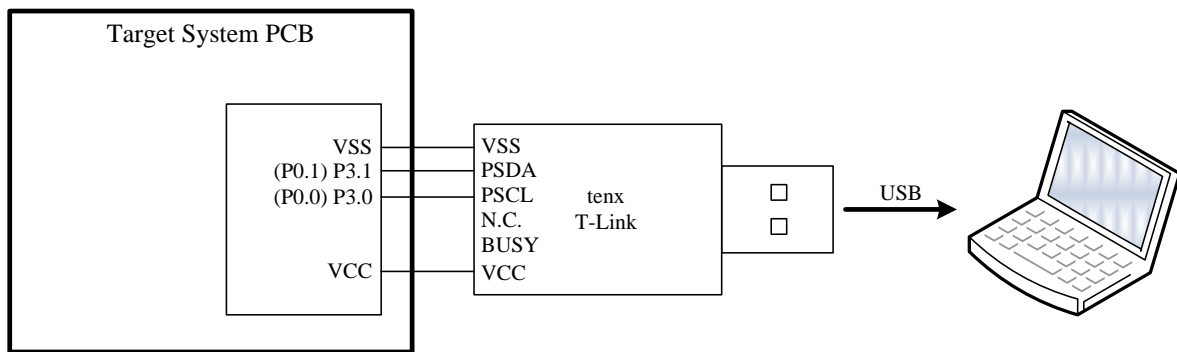 Target System PCB
VSS
(P0.1) P3.1
(P0.0) P3.0
VCC
VSS
PSDA
PSCL
N.C.
BUSY
VCC
tenx
T-Link
USB